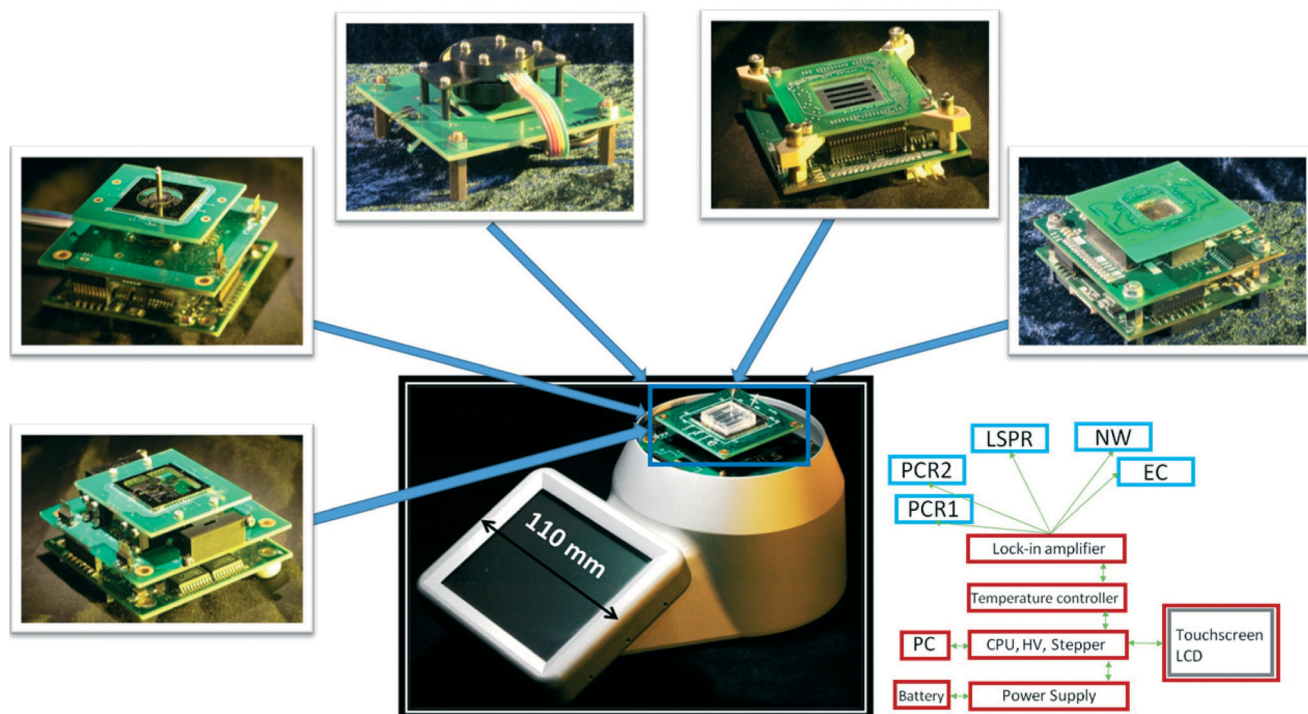 110 mm
LSPR
NW
PCR2
EC
PCR1
Lock-in amplifier
Temperature controller
PC
CPU, HV, Stepper
Touchscreen
LCD
Battery
Power Supply